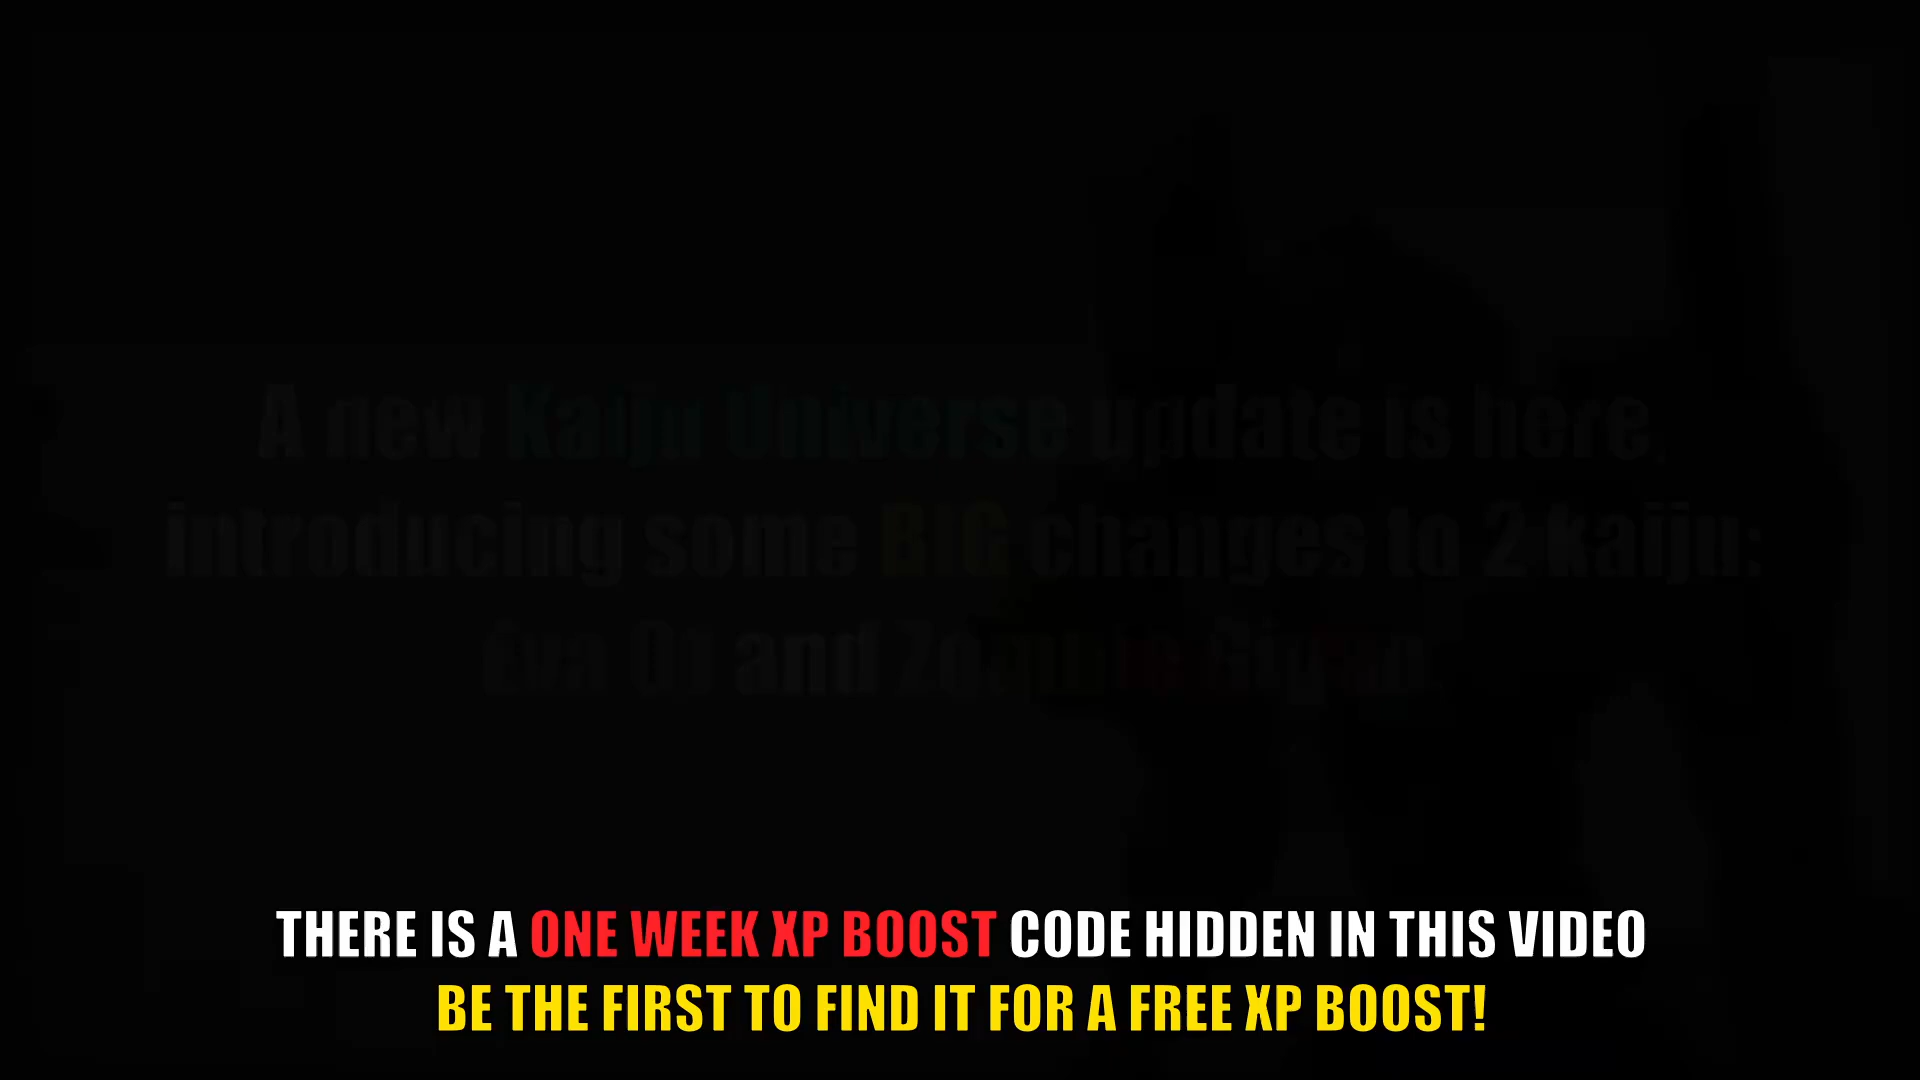 A new Kaiju Universe update is here,
introducing some BIG changes to 2 kaiju:
and
THERE IS A ONE WEEK XP BOOST CODE HIDDEN IN THIS VIDEO
BE THE FIRST TO FIND IT FOR A FREE XP BOOST!